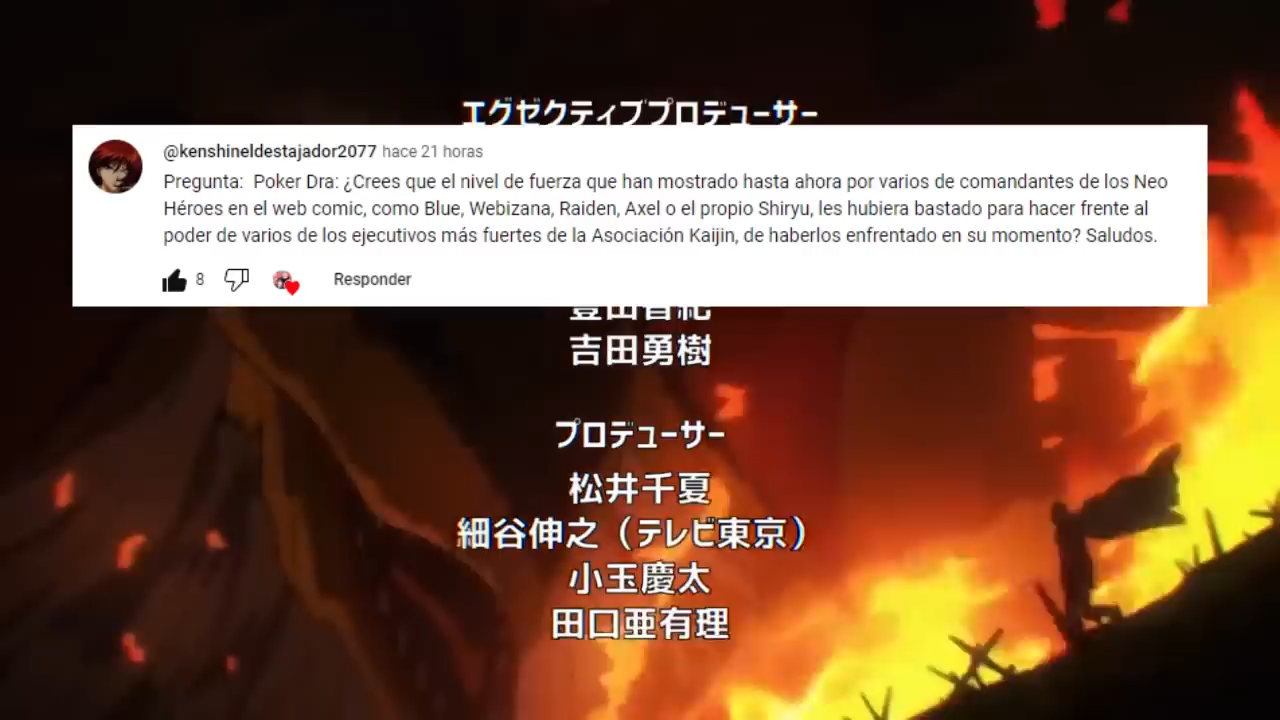 エグゼクティブプロデューサー
@kenshineldestajador2077 hace 21 horas
Pregunta: Poker Dra: ¿Crees que el nivel de fuerza que han mostrado hasta ahora por varios de comandantes de los Neo
Héroes en el web comic, como Blue, Webizana, Raiden, Axel o el propio Shiryu, les hubiera bastado para hacer frente al
poder de varios de los ejecutivos más fuertes de la Asociación Kaijin, de haberlos enfrentado en su momento? Saludos.
8 Responder
吉田勇樹
プロデューサー
松井千夏
細谷伸之（テレビ東京）
小玉慶太
田口亜有理